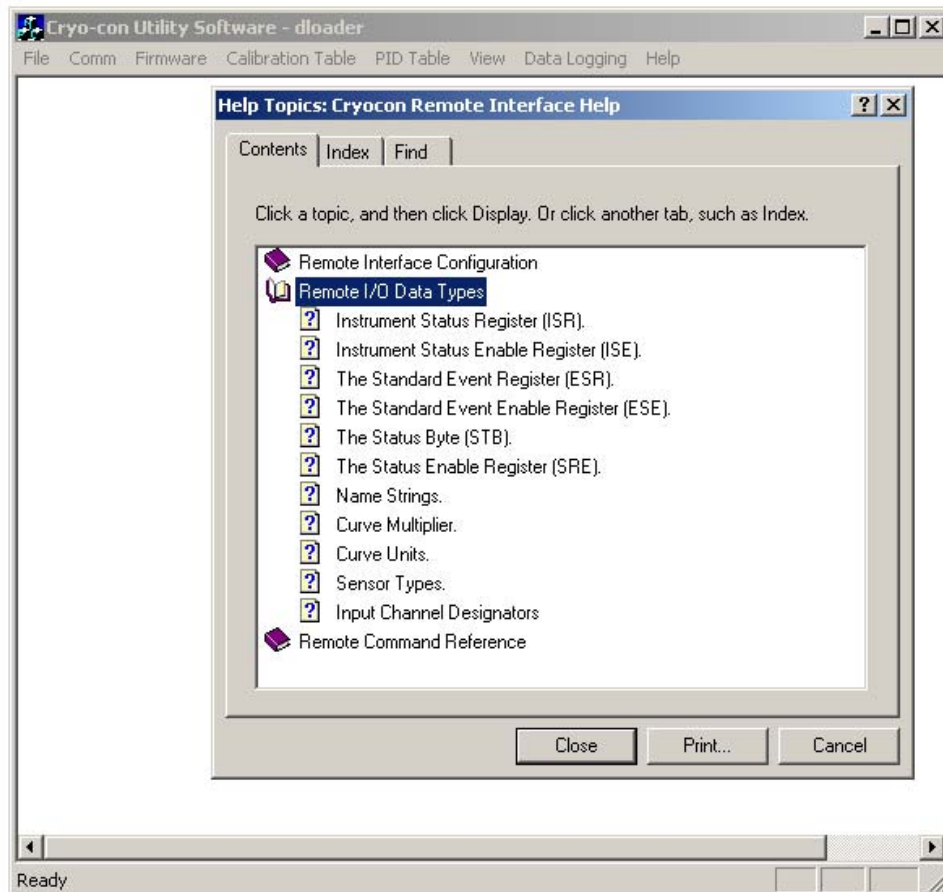 Cryo-con Utility Software - dloader
File Comm Firmware Calibration Table PID Table View Data Logging Help
Help Topics: Cryocon Remote Interface Help
Contents Index Find
Click a topic, and then click Display. Or click another tab, such as Index.
Remote Interface Configuration
Remote I/O Data Types
Instrument Status Register (ISR).
Instrument Status Enable Register (ISE).
The Standard Event Register (ESR).
The Standard Event Enable Register (ESE).
The Status Byte (STB).
The Status Enable Register (SRE).
Name Strings.
Curve Multiplier.
Curve Units.
Sensor Types.
Input Channel Designators
Remote Command Reference
Close Print... Cancel
Ready